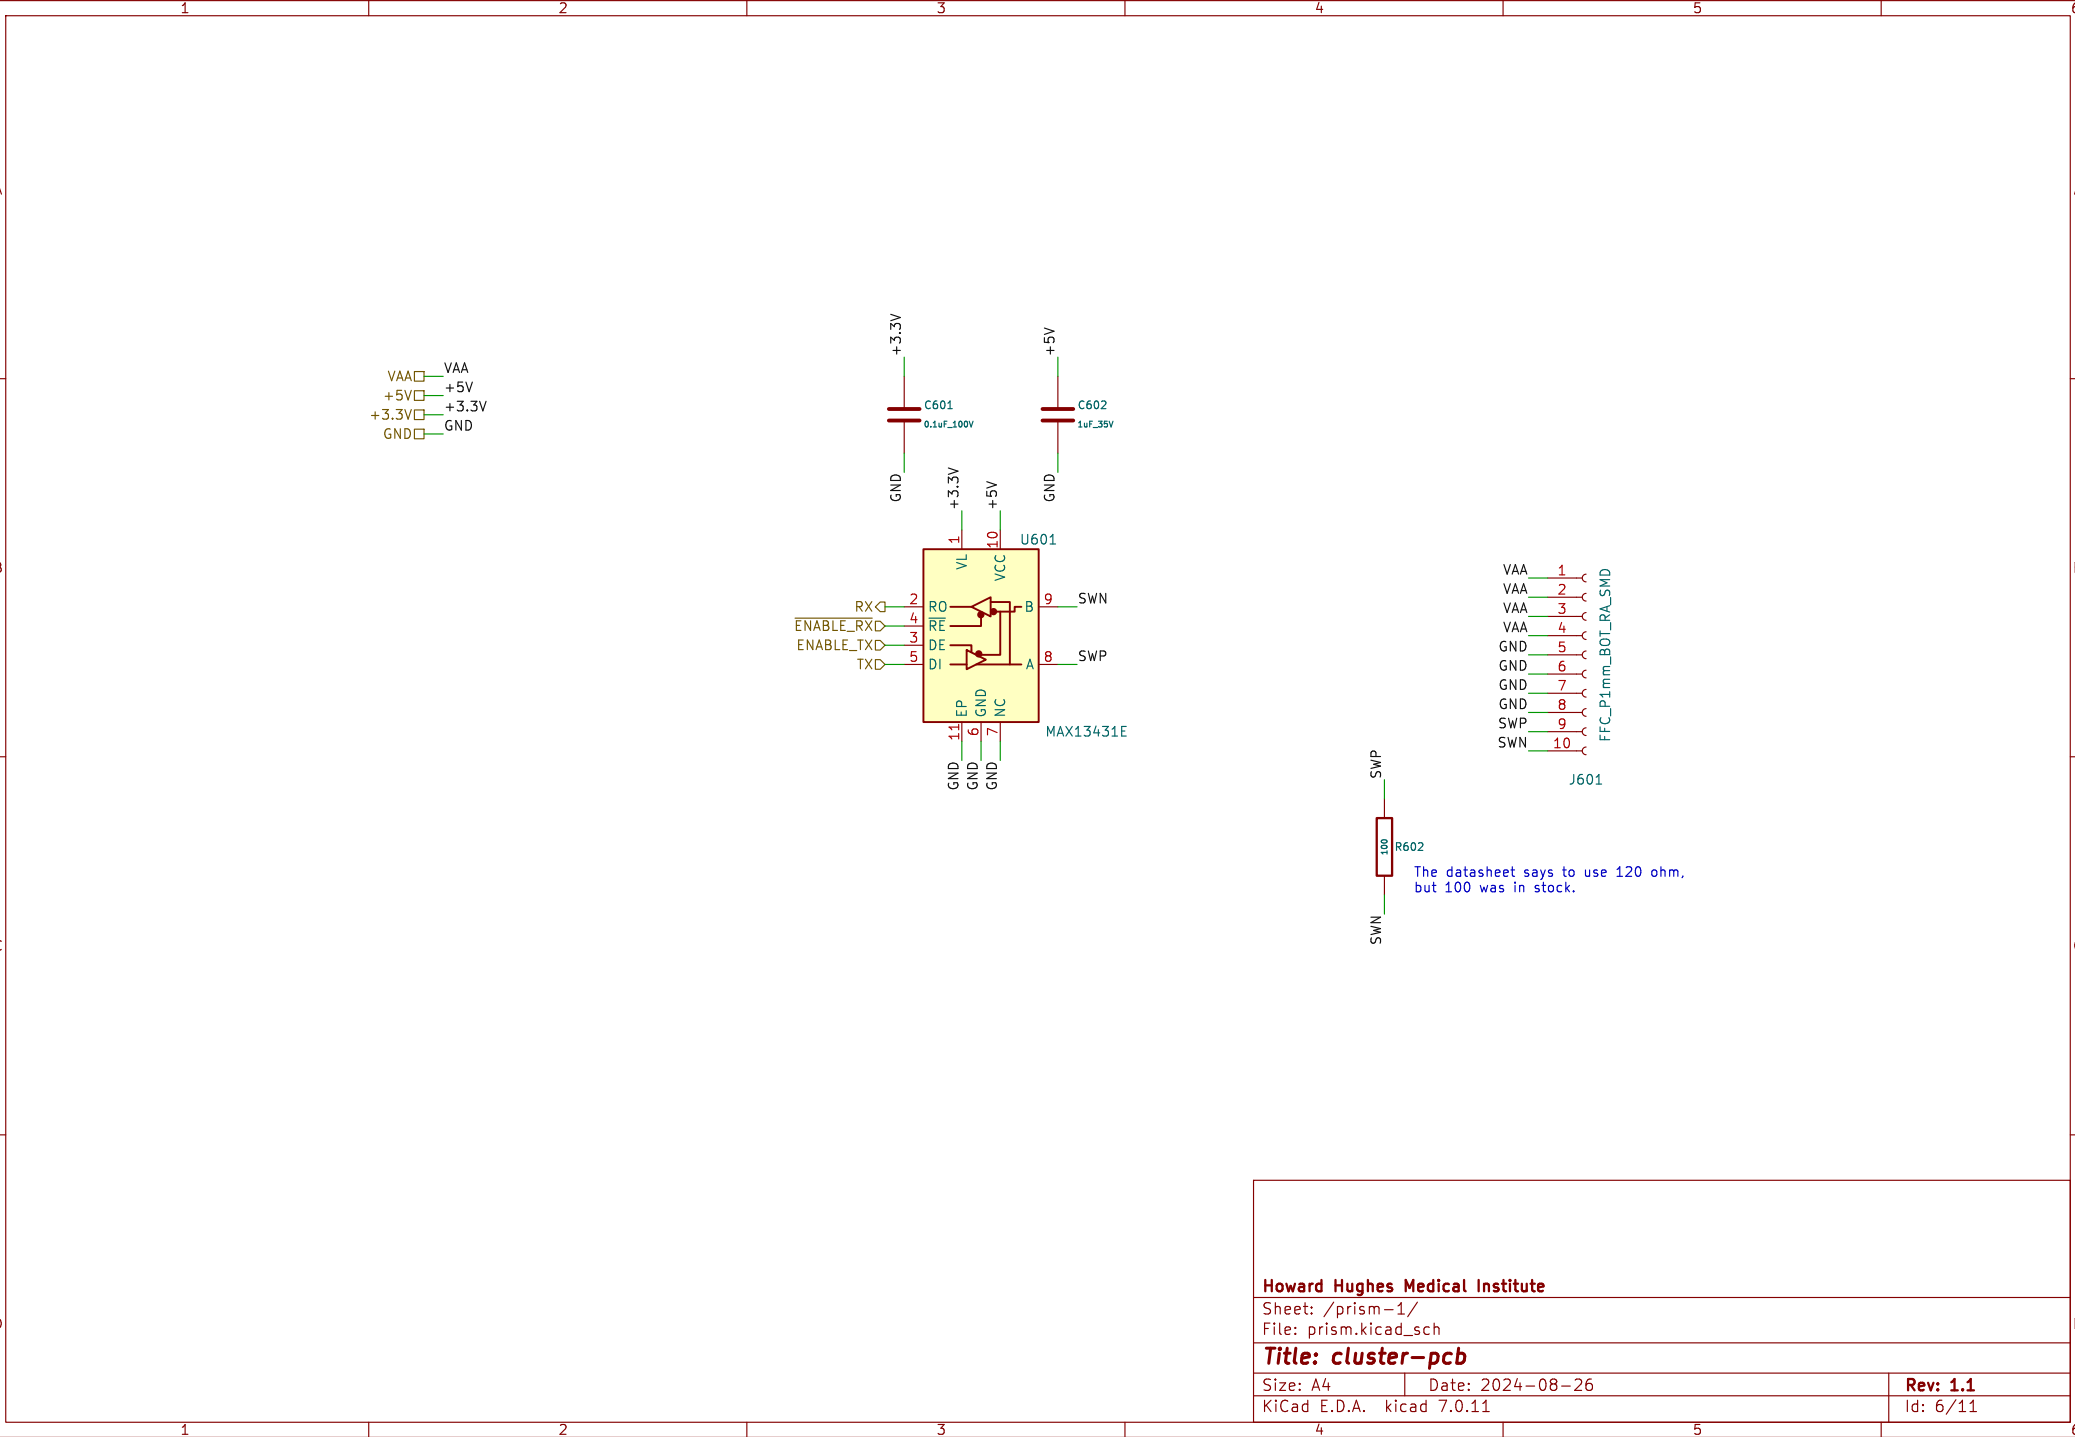 1 2 3 4 5 6
+3.3V
+5V
VAA VAA
+5V +5V
+3.3V +3.3V
GND GND
C601
0.1uF_100V
C602
1uF_35V
GND
GND
+3.3V
+5V
U601
1
10
VL
VCC
RX 2 RO
ENABLE_RX 4 RE
ENABLE_TX 3 DE
TX 5 DI
B 9 SWN
A 8 SWP
EP
GND
NC
11
6
7
MAX13431E
GND
GND
GND
VAA 1
VAA 2
VAA 3
VAA 4
GND 5
GND 6
GND 7
GND 8
SWP 9
SWN 10
FFC_P1mm_BOT_RA_SMD
J601
SWP
100
R602
The datasheet says to use 120 ohm,
but 100 was in stock.
SWN
Howard Hughes Medical Institute
Sheet: /prism-1/
File: prism.kicad_sch
Title: cluster-pcb
Size: A4 Date: 2024-08-26 Rev: 1.1
KiCad E.D.A. kicad 7.0.11 Id: 6/11
1 2 3 4 5 6